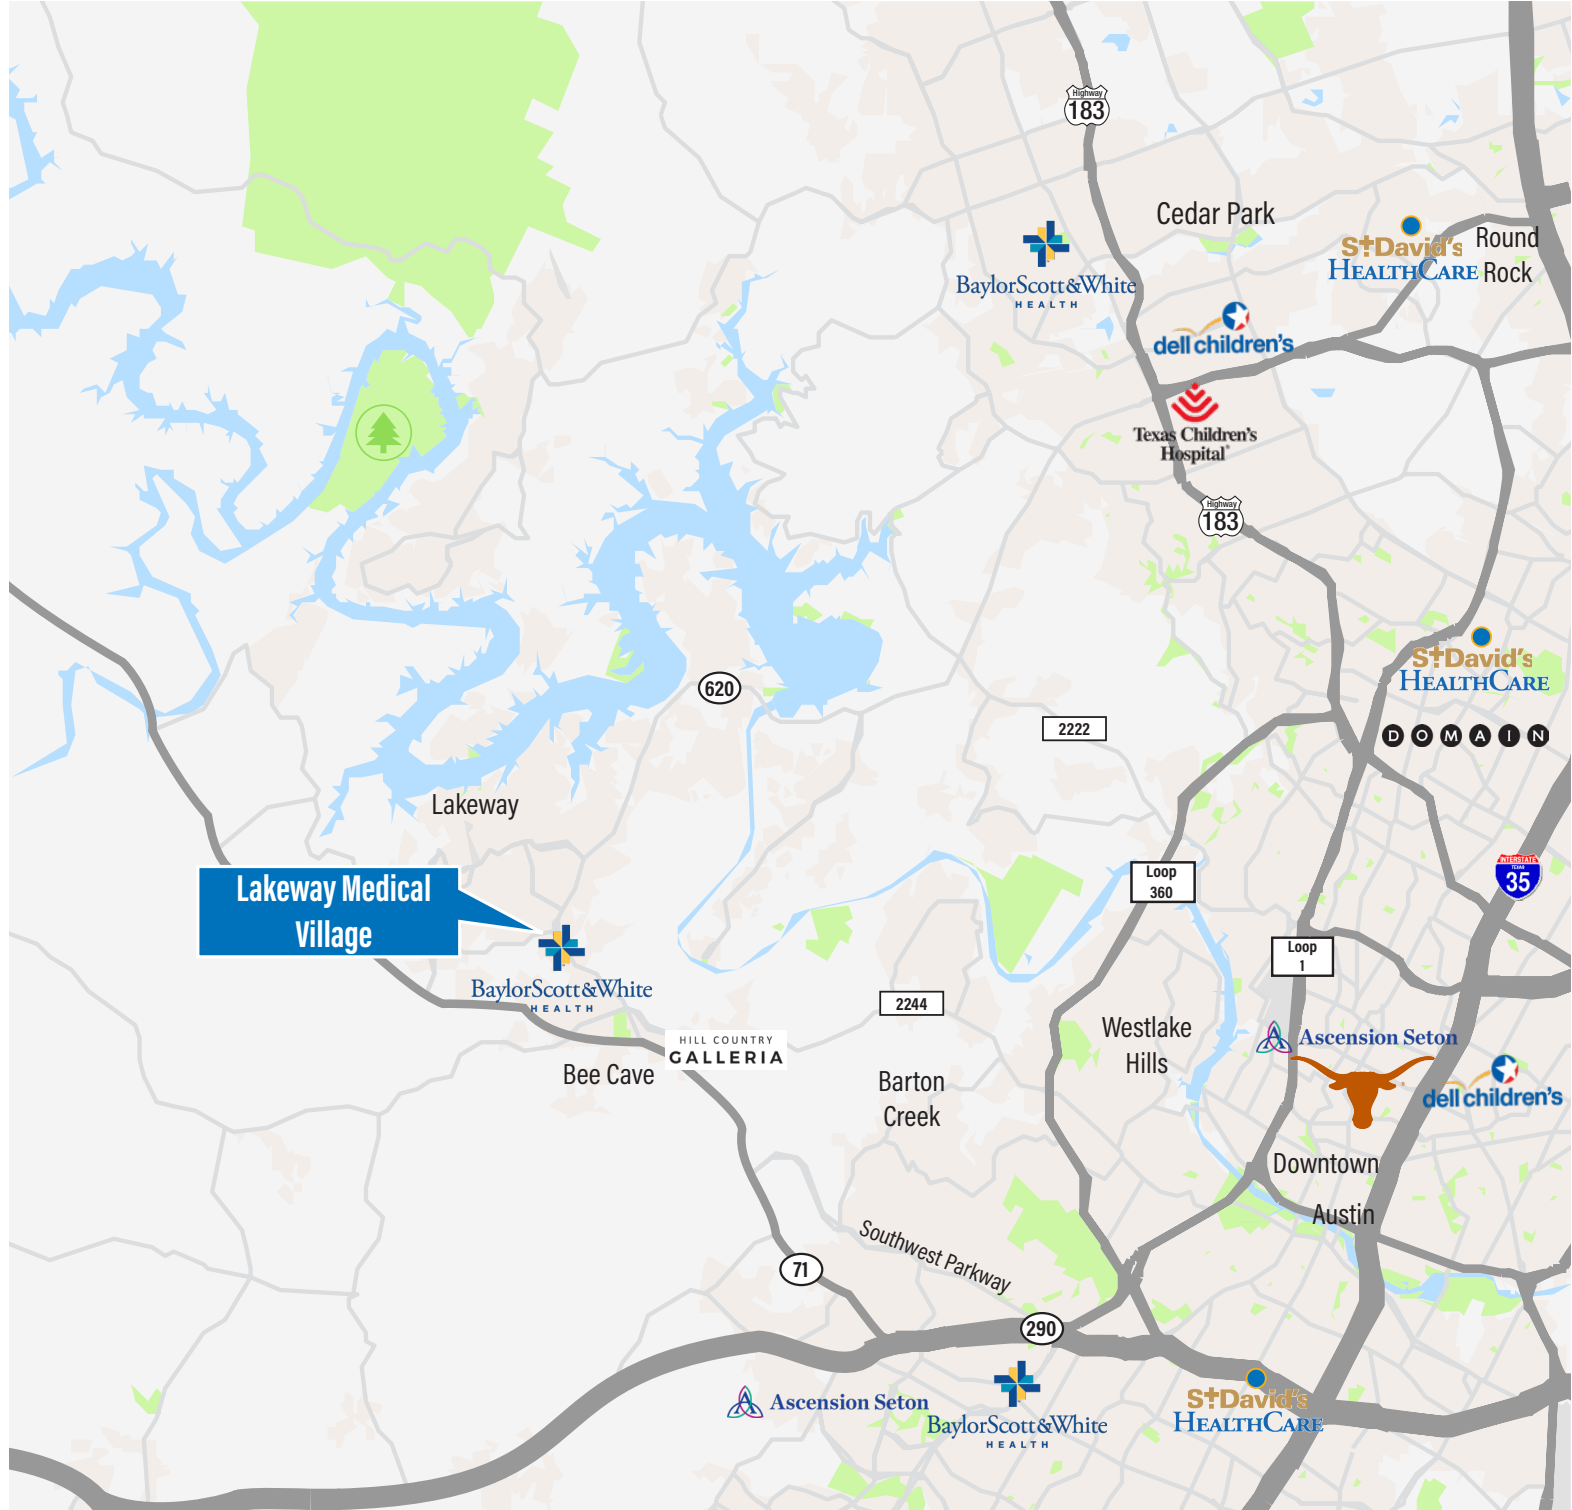 Highway
183
Cedar Park
St David's
HealthCare
Round
Rock
BaylorScott&White
HEALTH
dell children's
Texas Children's
Hospital
Highway
183
St David's
HealthCare
620
2222
DOMAIN
Lakeway
Lakeway Medical
Village
Loop
360
INTERSTATE
TEXAS
35
Loop
1
BaylorScott&White
HEALTH
2244
HILL COUNTRY
GALLERIA
Westlake
Hills
Ascension Seton
Bee Cave
Barton
Creek
dell children's
Downtown
Austin
Southwest Parkway
71
290
Ascension Seton
BaylorScott&White
HEALTH
St David's
HealthCare